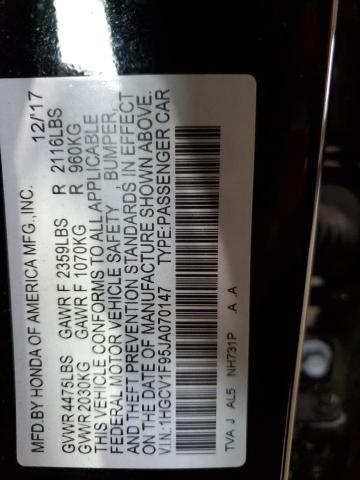 MFD.BY HONDA OF AMERICA MFG.,INC. 12/'17
GVWR 4475LBS GAWR F 2359LBS R 2116LBS
GVWR 2030KG GAWR F 1070KG R 960KG
THIS VEHICLE CONFORMS TO ALL APPLICABLE
FEDERAL MOTOR VEHICLE SAFETY , BUMPER,
AND THEFT PREVENTION STANDARDS IN EFFECT
ON THE DATE OF MANUFACTURE SHOWN ABOVE.
V.I.N.:1HGCV1F95JA070147 TYPE:PASSENGER CAR
TVA J AL5 NH731P A A